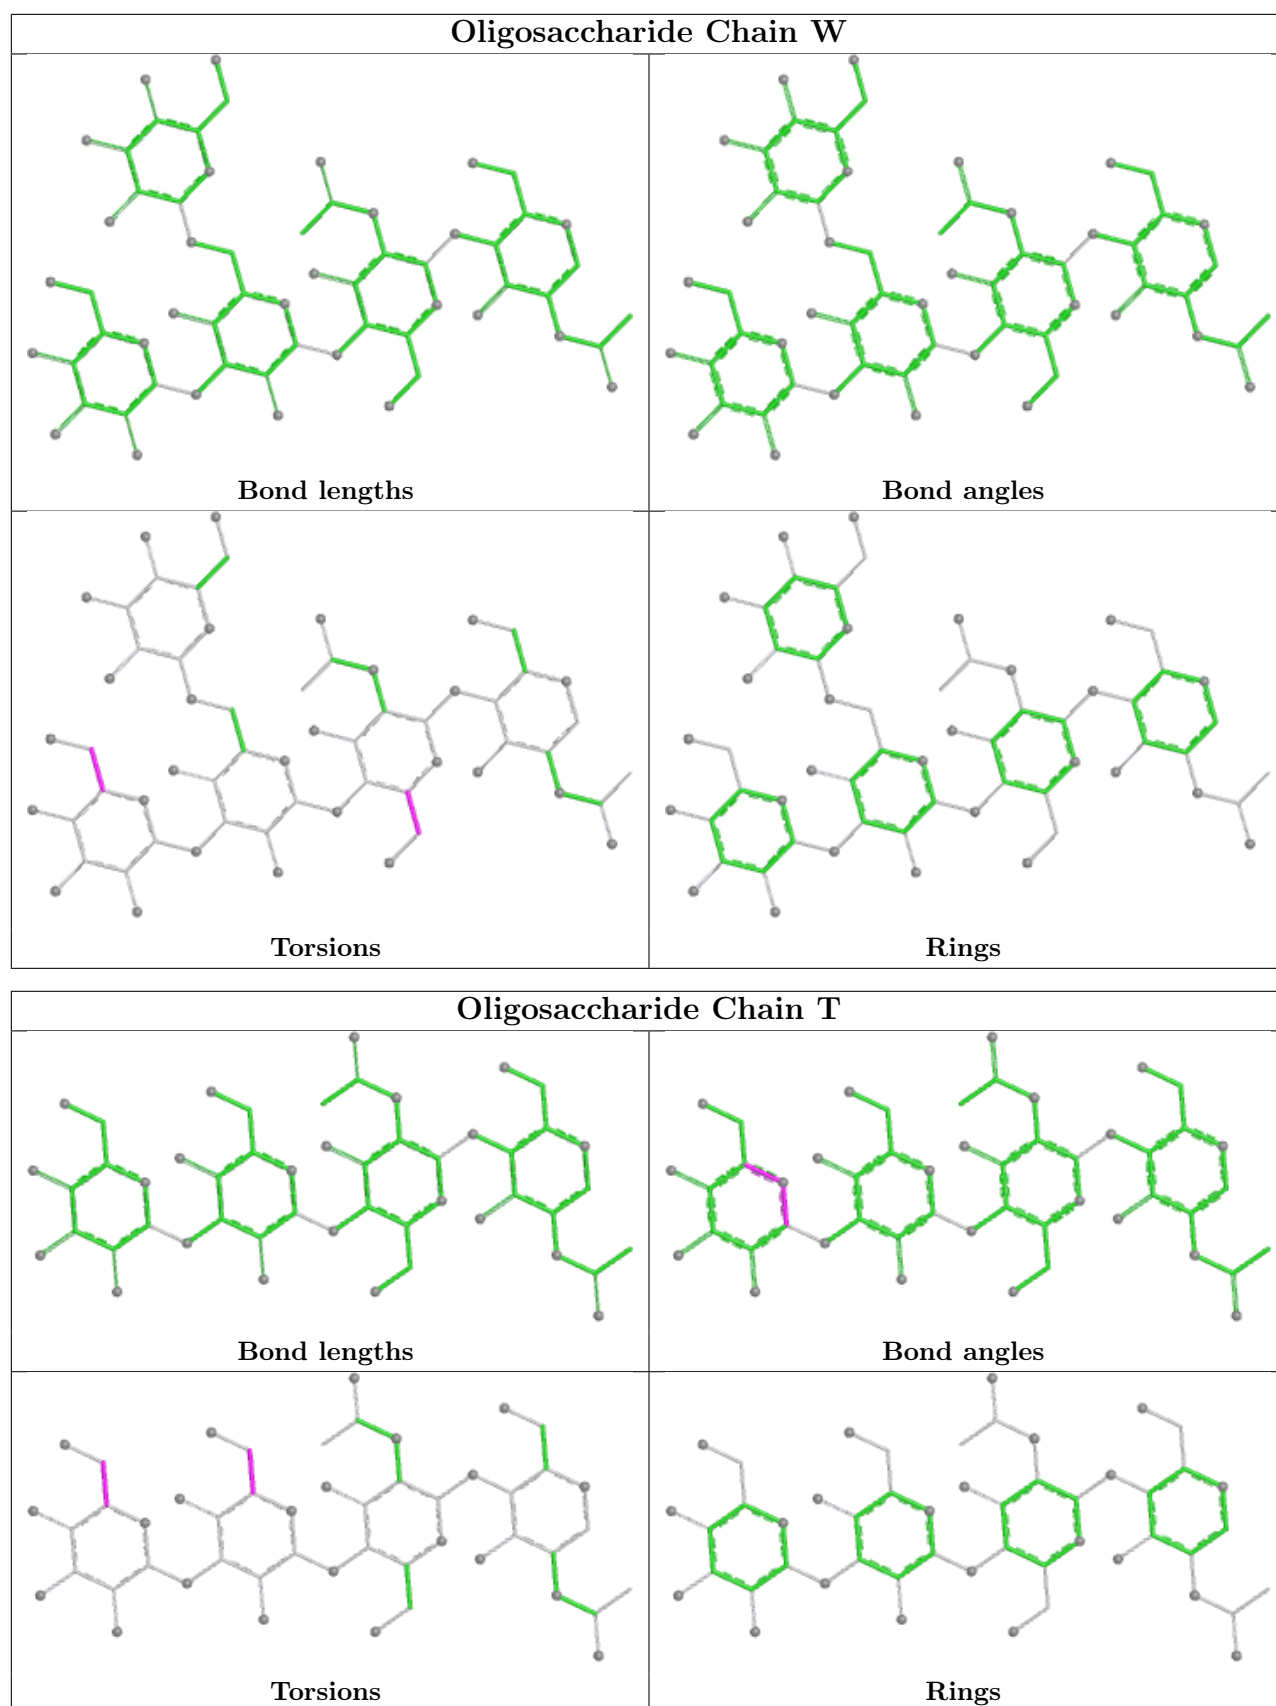 Oligosaccharide Chain W
Bond lengths
Bond angles
Torsions
Rings
Oligosaccharide Chain T
Bond lengths
Bond angles
Torsions
Rings